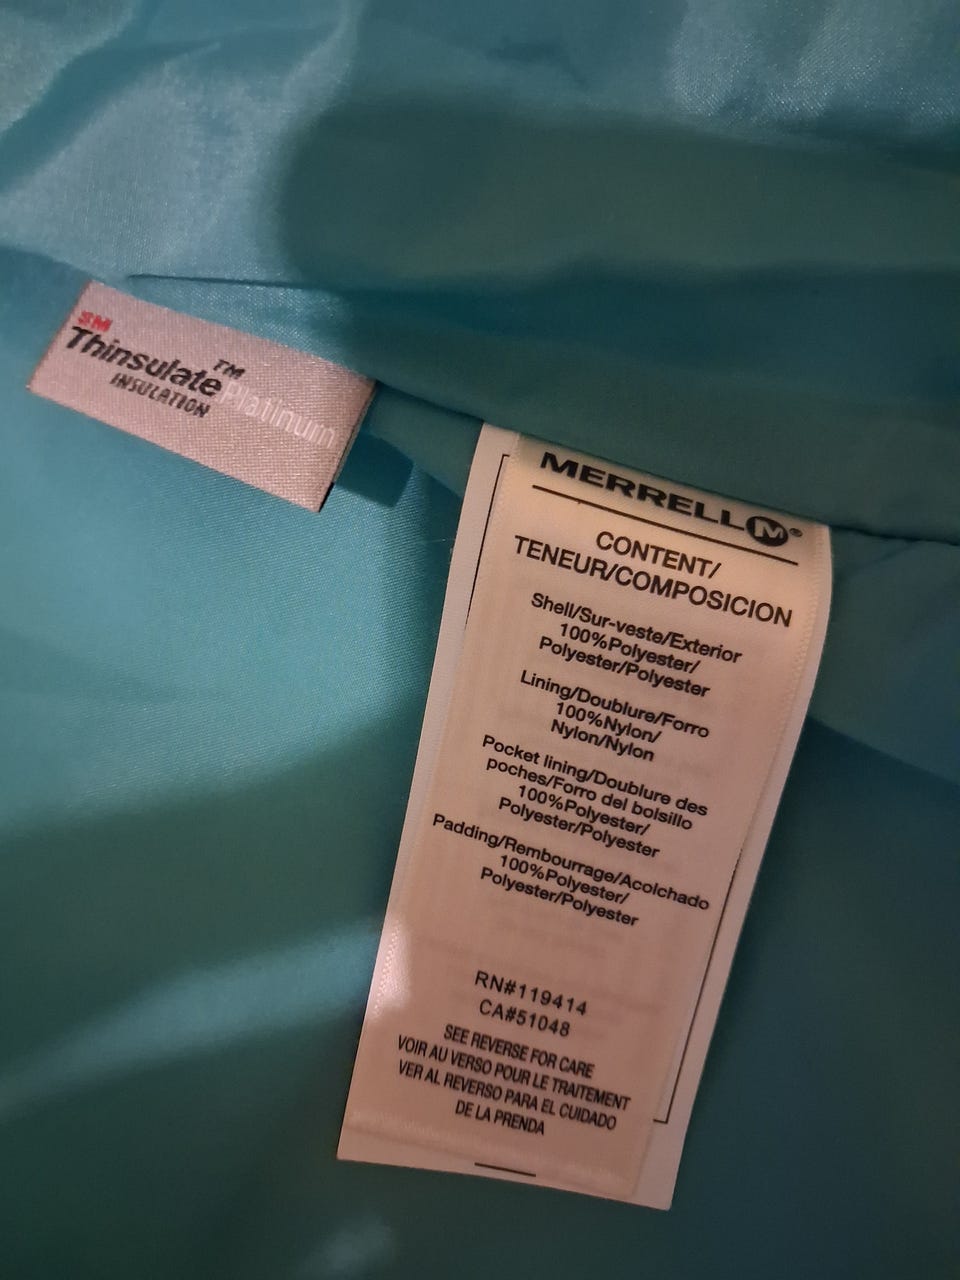 3M
Thinsulate™
INSULATION
Platinum
MERRELL M®
CONTENT/
TENEUR/COMPOSICION
Shell/Sur-veste/Exterior
100%Polyester/
Polyester/Polyester
Lining/Doublure/Forro
100%Nylon/
Nylon/Nylon
Pocket lining/Doublure des
poches/Forro del bolsillo
100%Polyester/
Polyester/Polyester
Padding/Rembourrage/Acolchado
100%Polyester/
Polyester/Polyester
RN#119414
CA#51048
SEE REVERSE FOR CARE
VOIR AU VERSO POUR LE TRAITEMENT
VER AL REVERSO PARA EL CUIDADO
DE LA PRENDA